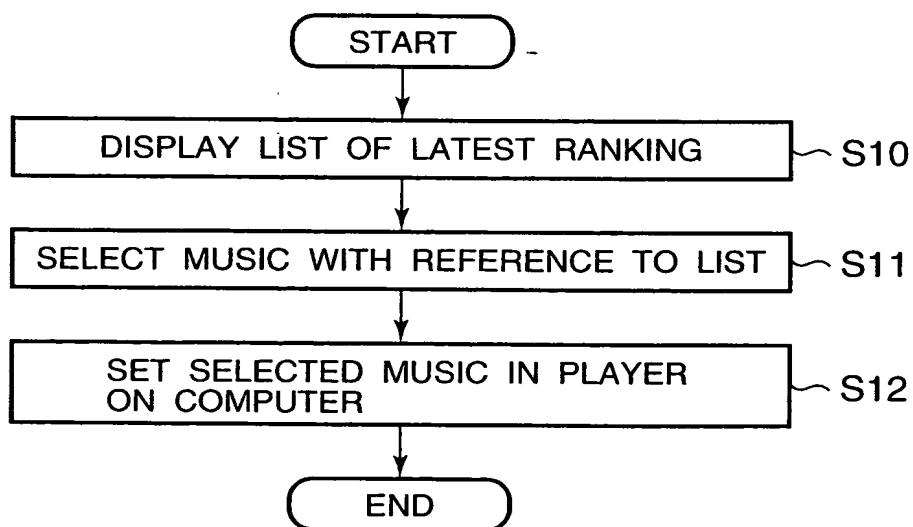 START
DISPLAY LIST OF LATEST RANKING
S10
SELECT MUSIC WITH REFERENCE TO LIST
S11
SET SELECTED MUSIC IN PLAYER
ON COMPUTER
S12
END